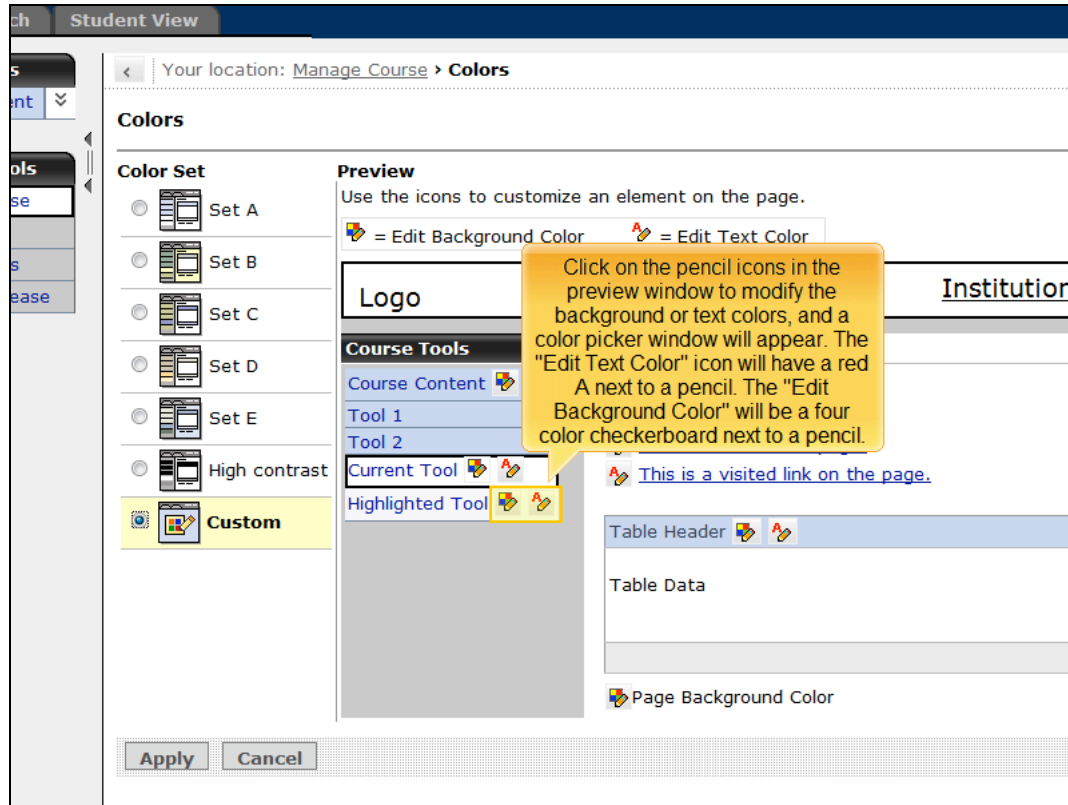 ch Student View
s
ent
ols
se
s
ease
Your location: Manage Course › Colors
Colors
Color Set
Set A
Set B
Set C
Set D
Set E
High contrast
Custom
Preview
Use the icons to customize an element on the page.
= Edit Background Color A = Edit Text Color
Logo
Institution
Course Tools
Course Content
Tool 1
Tool 2
Current Tool
Highlighted Tool
Click on the pencil icons in the
preview window to modify the
background or text colors, and a
color picker window will appear. The
"Edit Text Color" icon will have a red
A next to a pencil. The "Edit
Background Color" will be a four
color checkerboard next to a pencil.
This is a visited link on the page.
Table Header
Table Data
Page Background Color
Apply Cancel